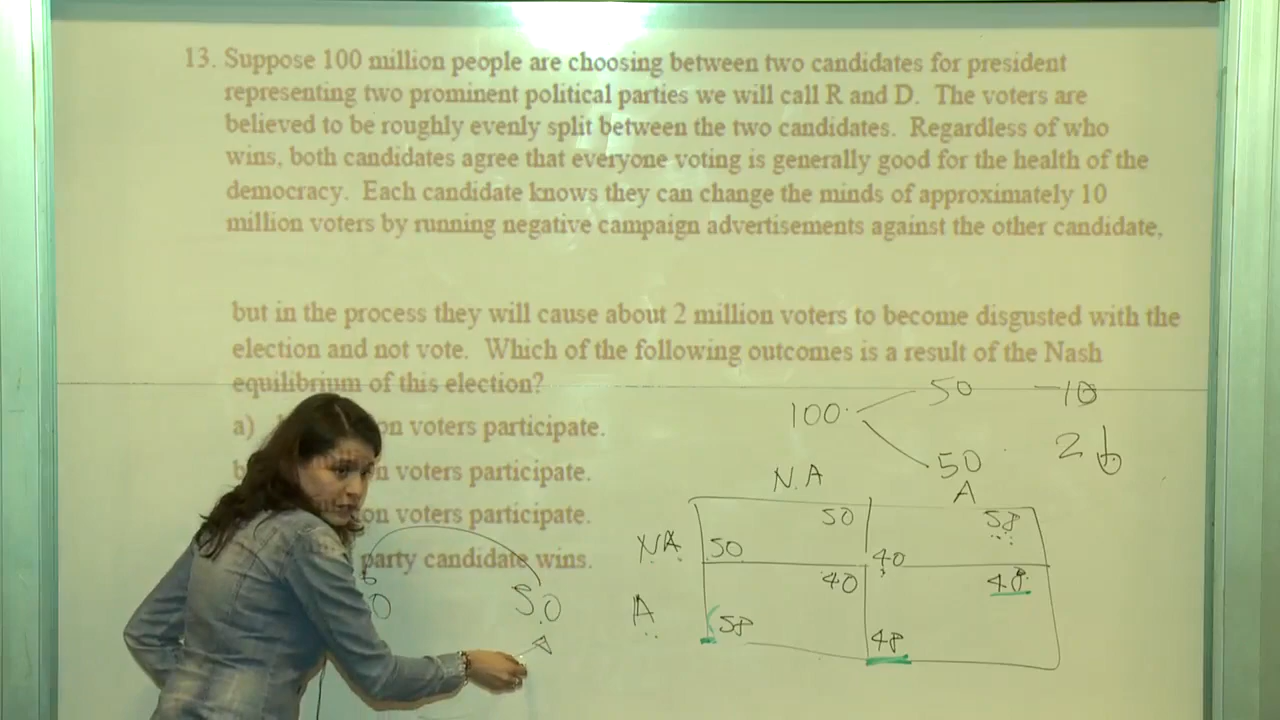 13. Suppose 100 million people are choosing between two candidates for president
representing two prominent political parties we will call R and D. The voters are
believed to be roughly evenly split between the two candidates. Regardless of who
wins, both candidates agree that everyone voting is generally good for the health of the
democracy. Each candidate knows they can change the minds of approximately 10
million voters by running negative campaign advertisements against the other candidate,
but in the process they will cause about 2 million voters to become disgusted with the
election and not vote. Which of the following outcomes is a result of the Nash
equilibrium of this election?
a) on voters participate.
b voters participate.
on voters participate.
party candidate wins.
100 50 -10
50 2
N.A A
NA 50 50 40 58
A 58 40 48
50